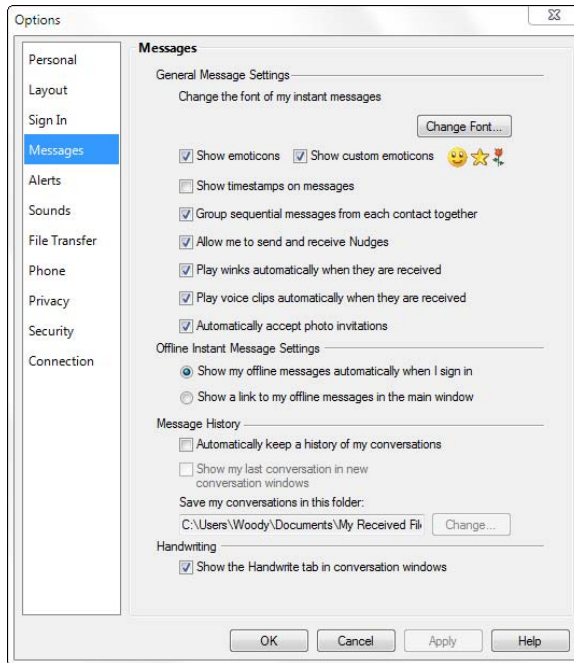 Options
Personal
Layout
Sign In
Messages
Alerts
Sounds
File Transfer
Phone
Privacy
Security
Connection
Messages
General Message Settings
Change the font of my instant messages
Change Font...
Show emoticons Show custom emoticons
Show timestamps on messages
Group sequential messages from each contact together
Allow me to send and receive Nudges
Play winks automatically when they are received
Play voice clips automatically when they are received
Automatically accept photo invitations
Offline Instant Message Settings
Show my offline messages automatically when I sign in
Show a link to my offline messages in the main window
Message History
Automatically keep a history of my conversations
Show my last conversation in new
conversation windows
Save my conversations in this folder:
C:\Users\Woody\Documents\My Received Fil Change...
Handwriting
Show the Handwrite tab in conversation windows
OK Cancel Apply Help